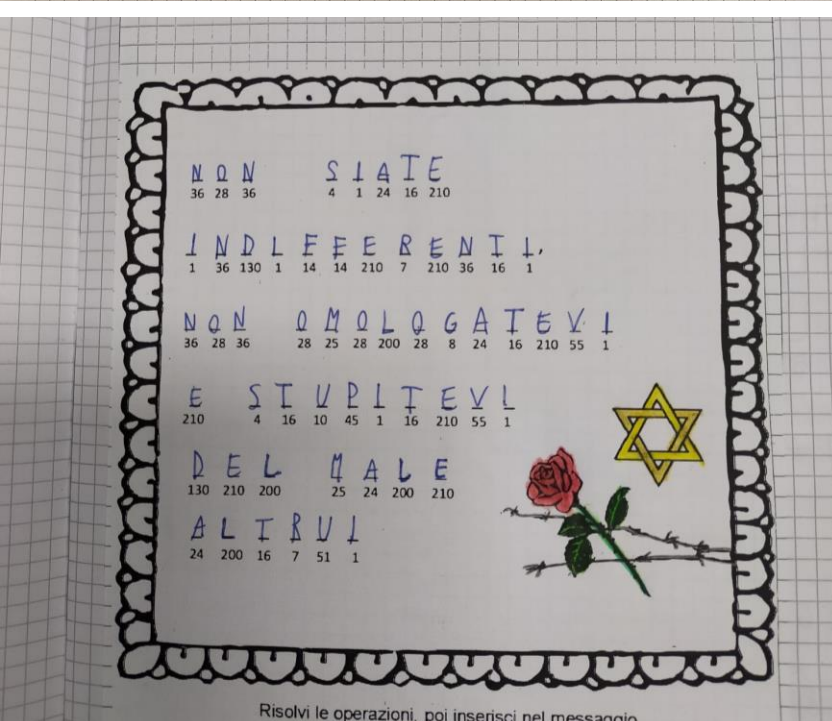 NON SIATE
36 28 36 4 1 24 16 210
INDIFFERENTI.
1 36 130 1 14 14 210 7 210 36 16 1
NON OMOLOGATEVI
36 28 36 28 25 28 200 28 8 24 16 210 55 1
E STUPITEVI
210 4 16 10 45 1 16 210 55 1
DEL MALE
130 210 200 25 24 200 210
ALTRUI
24 200 16 7 51 1
Risolvi le operazioni, poi inserisci nel messaggio